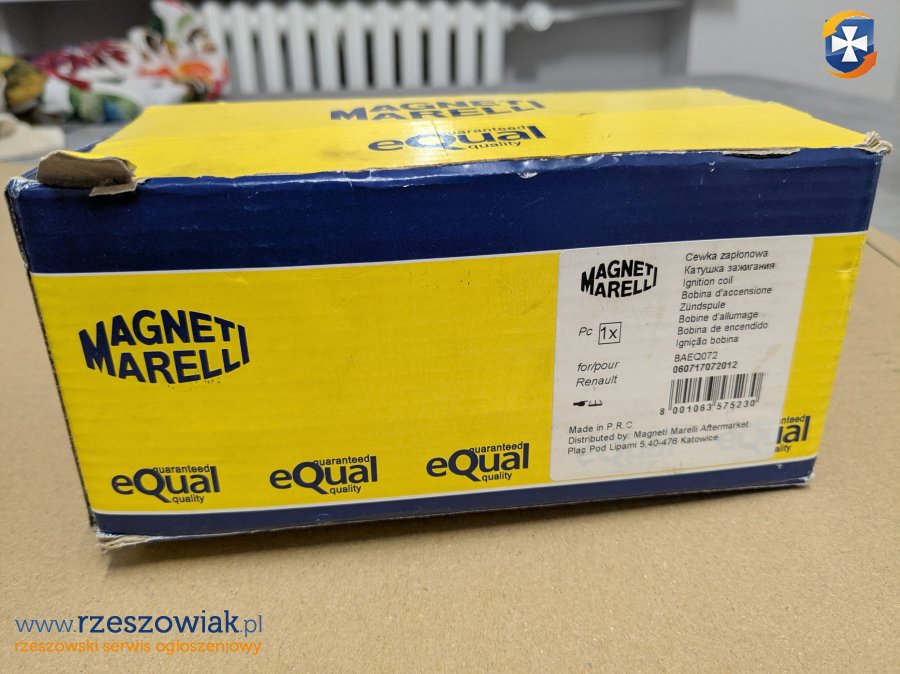 MAGNETI
MARELLI
guaranteed
eQual
quality
MAGNETI
MARELLI
guaranteed
eQual
quality
guaranteed
eQual
quality
guaranteed
eQual
quality
MAGNETI
MARELLI
Cewka zapłonowa
Катушка зажигания
Ignition coil
Bobina d'accensione
Zündspule
Bobine d'allumage
Bobina de encendido
Ignição bobina
Pc 1x
for/pour
Renault
BAEQ072
060717072012
8 001063 575230
Made in P.R.C
Distributed by: Magneti Marelli Aftermarket
Plac Pod Lipami 5,40-476 Katowice
www.rzeszowiak.pl
rzeszowski serwis ogłoszeniowy